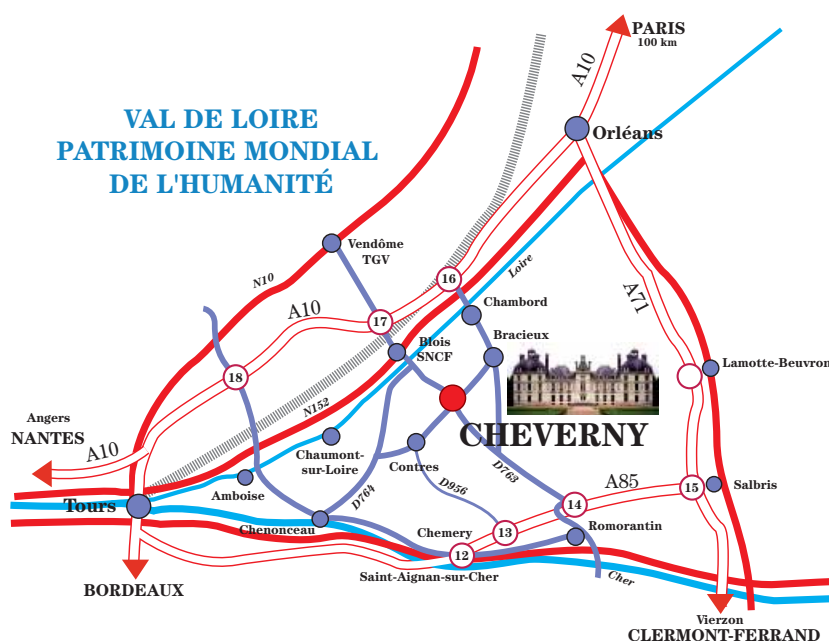 PARIS
100 km
A10
VAL DE LOIRE
PATRIMOINE MONDIAL
DE L'HUMANITÉ
Orléans
Vendôme
TGV
Loire
N10
16
A10
17
Chambord
A71
Bracieux
Blois
SNCF
18
Lamotte-Beuvron
N152
Angers
NANTES
A10
CHEVERNY
Chaumont-
sur-Loire
Contres
D763
D956
D764
Amboise
A85
15
Salbris
Tours
14
Chenonceau
Chemery
13
Romorantin
12
Saint-Aignan-sur-Cher
Cher
BORDEAUX
Vierzon
CLERMONT-FERRAND